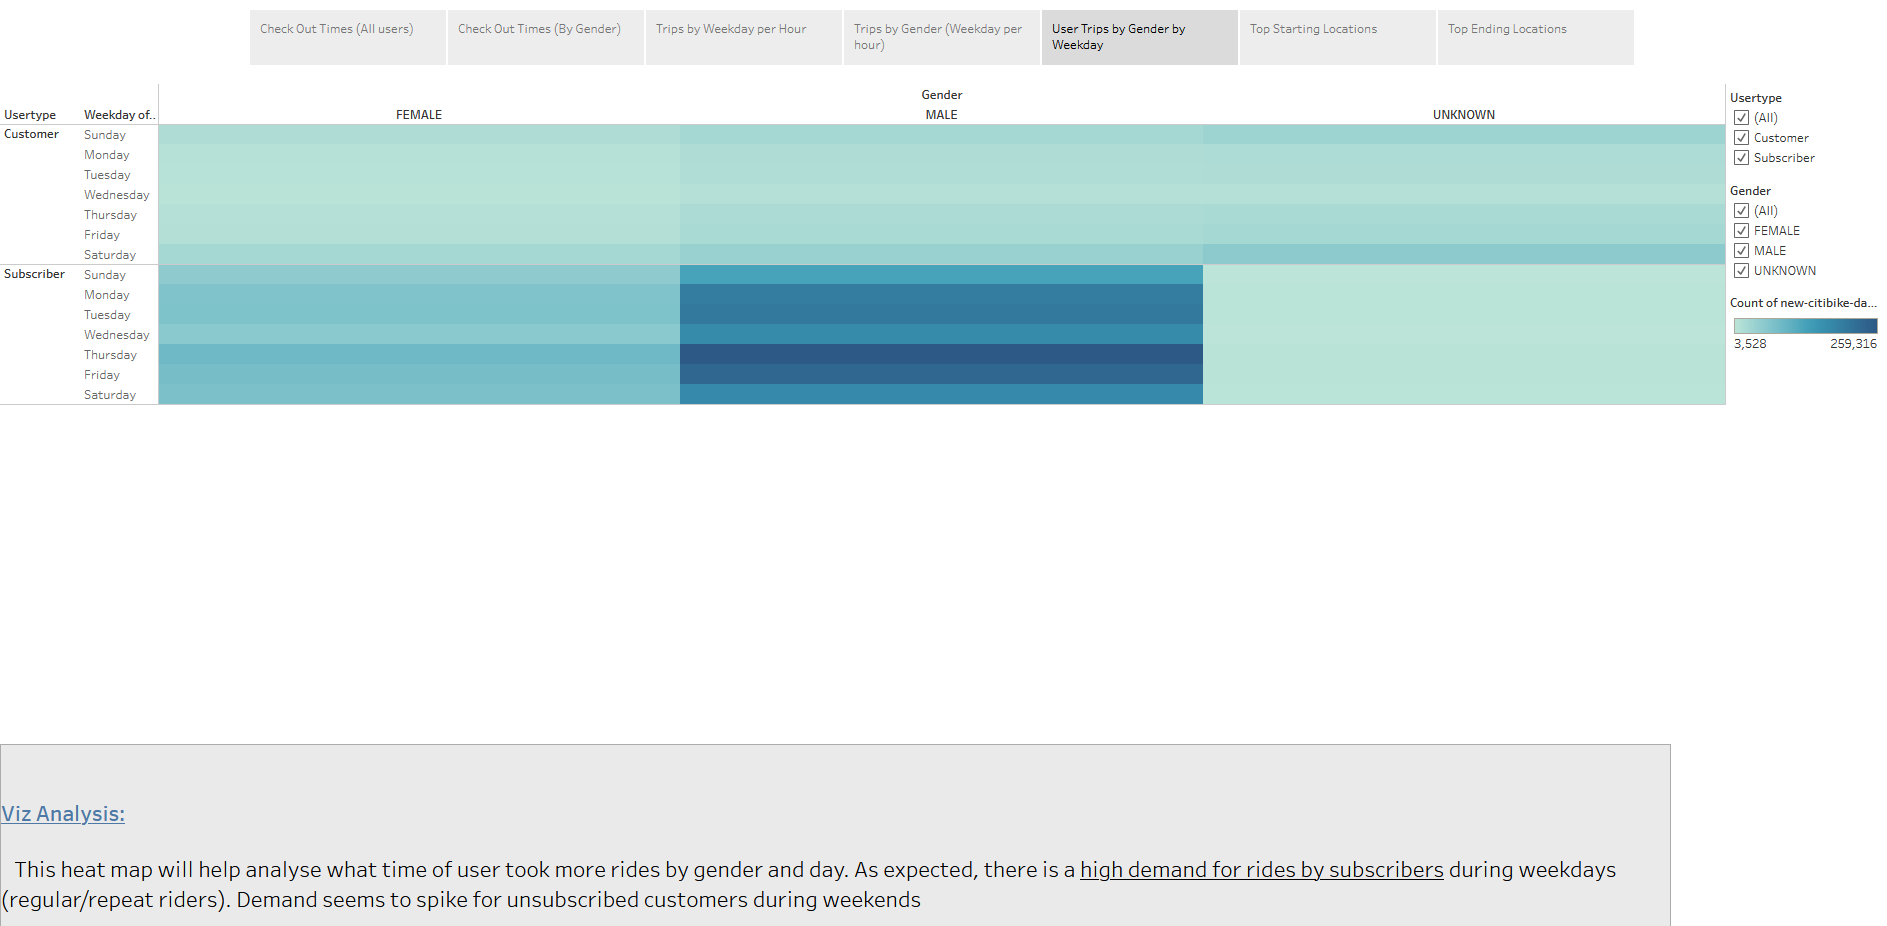 Check Out Times (All users)
Check Out Times (By Gender)
Trips by Weekday per Hour
Trips by Gender (Weekday per
hour)
User Trips by Gender by
Weekday
Top Starting Locations
Top Ending Locations
Gender
Usertype Weekday of.. FEMALE MALE UNKNOWN
Customer Sunday
Monday
Tuesday
Wednesday
Thursday
Friday
Saturday
Subscriber Sunday
Monday
Tuesday
Wednesday
Thursday
Friday
Saturday
Usertype
(All)
Customer
Subscriber
Gender
(All)
FEMALE
MALE
UNKNOWN
Count of new-citibike-da...
3,528 259,316
Viz Analysis:
This heat map will help analyse what time of user took more rides by gender and day. As expected, there is a high demand for rides by subscribers during weekdays
(regular/repeat riders). Demand seems to spike for unsubscribed customers during weekends